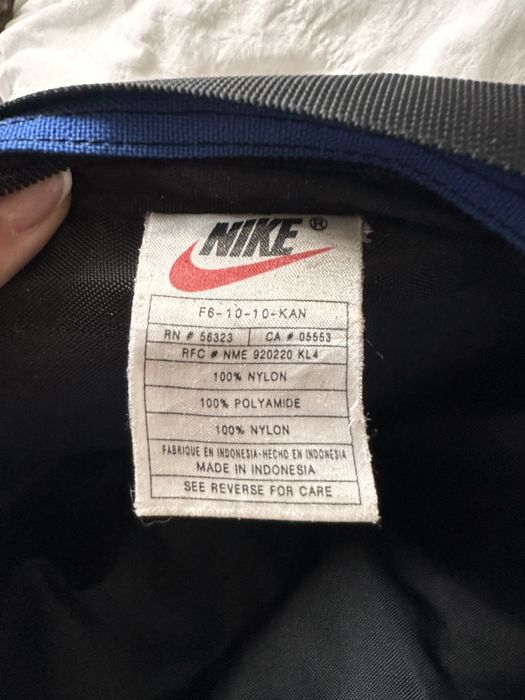 NIKE ®
F6-10-10-KAN
RN # 56323 CA # 05553
RFC # NME 920220 KL4
100% NYLON
100% POLYAMIDE
100% NYLON
FABRIQUE EN INDONESIA-HECHO EN INDONESIA
MADE IN INDONESIA
SEE REVERSE FOR CARE